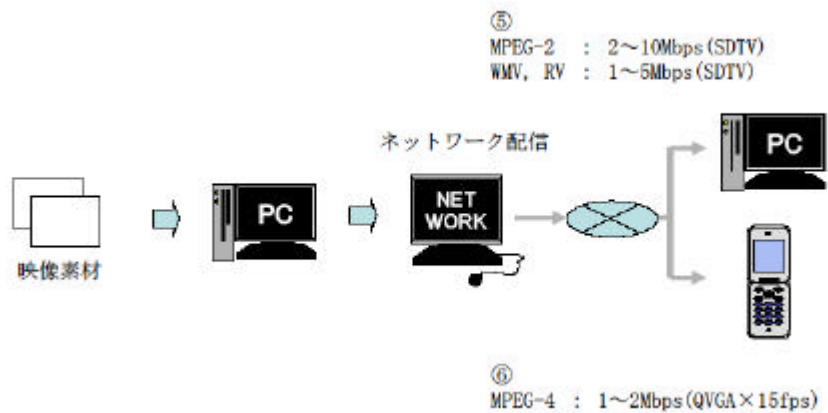 ⑤
MPEG-2 : 2～10Mbps(SDTV)
WMV, RV : 1～5Mbps(SDTV)
ネットワーク配信
PC
NET
WORK
PC
映像素材
⑥
MPEG-4 : 1～2Mbps(QVGA×15fps)